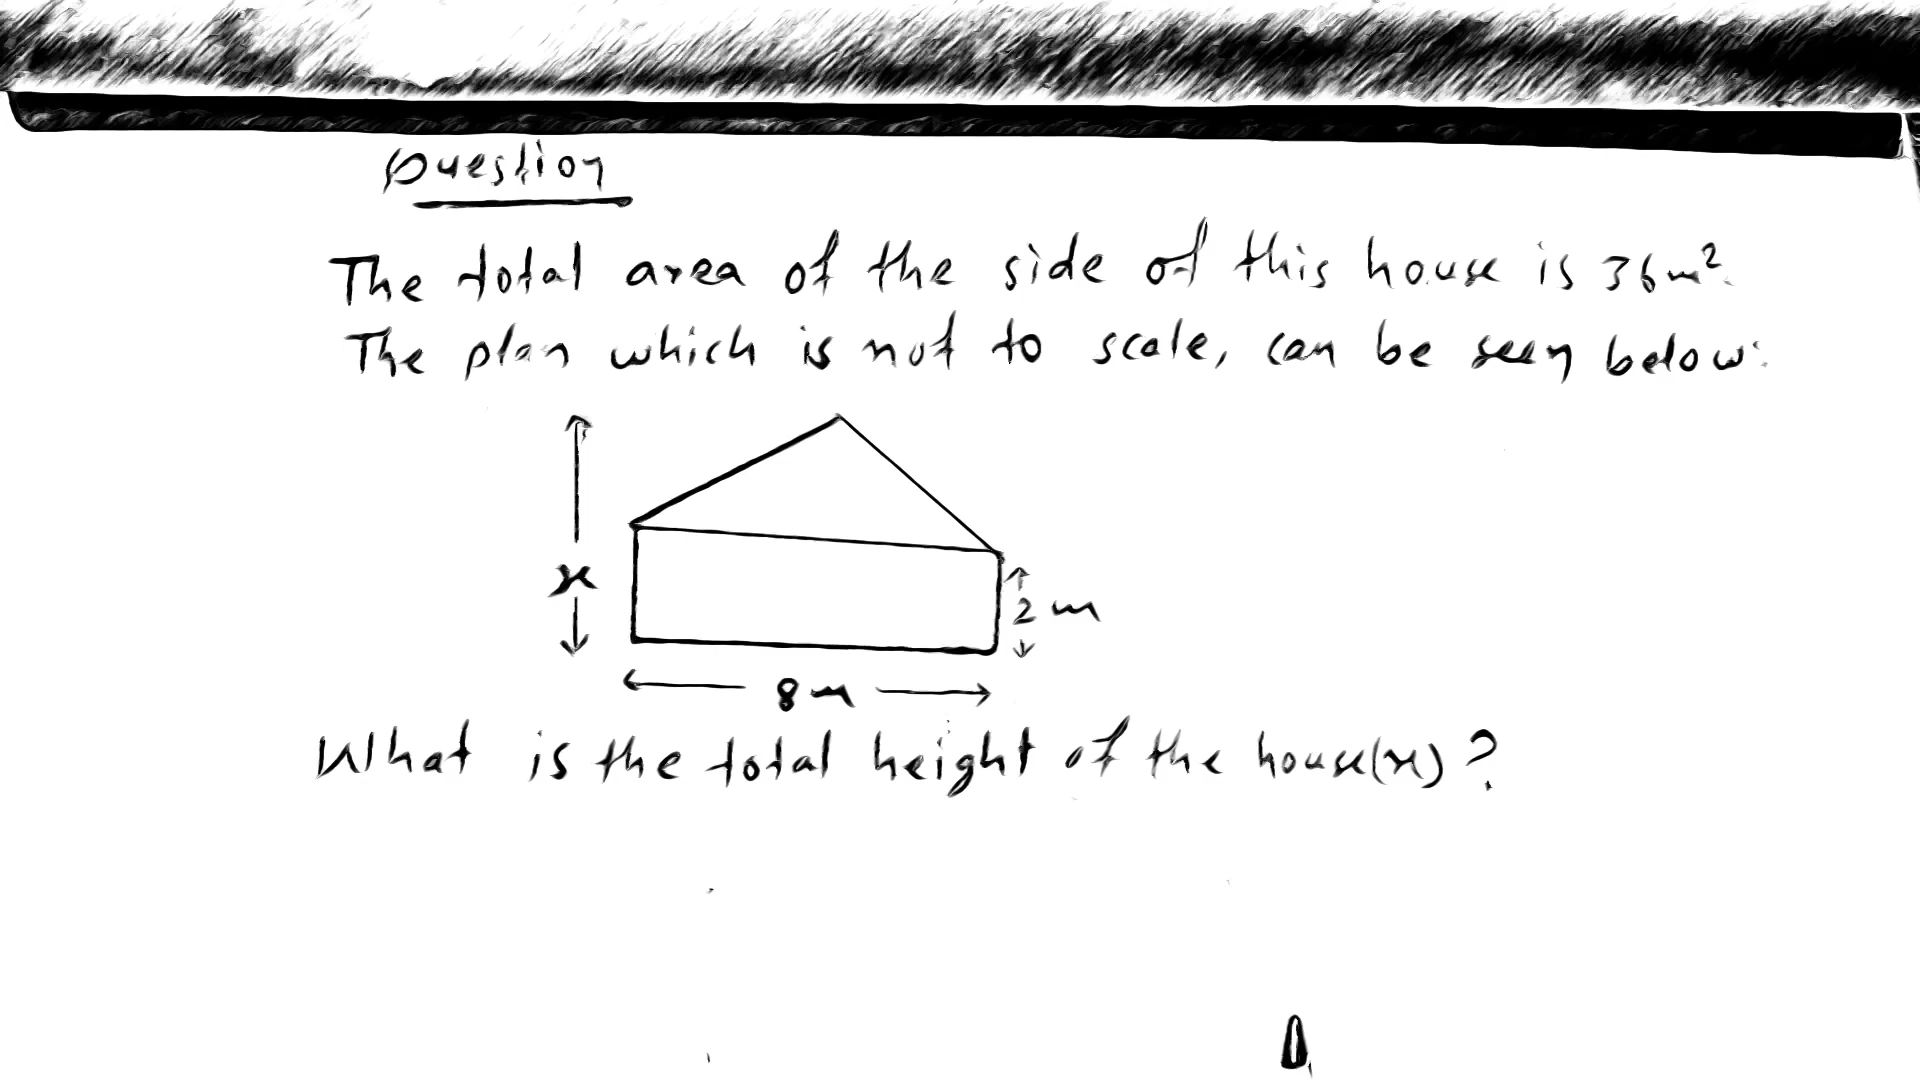 Question
The total area of the side of this house is 36m².
The plan which is not to scale, can be seen below:
x
2 m
8m
What is the total height of the house(x)?